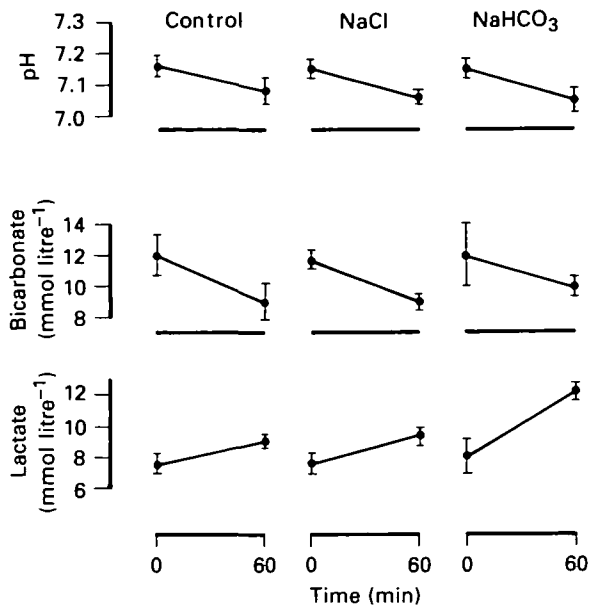 Control NaCl NaHCO₃
pH
7.3
7.2
7.1
7.0
Bicarbonate
(mmol litre⁻¹)
14
12
10
8
Lactate
(mmol litre⁻¹)
12
10
8
6
0 60 0 60 0 60
Time (min)